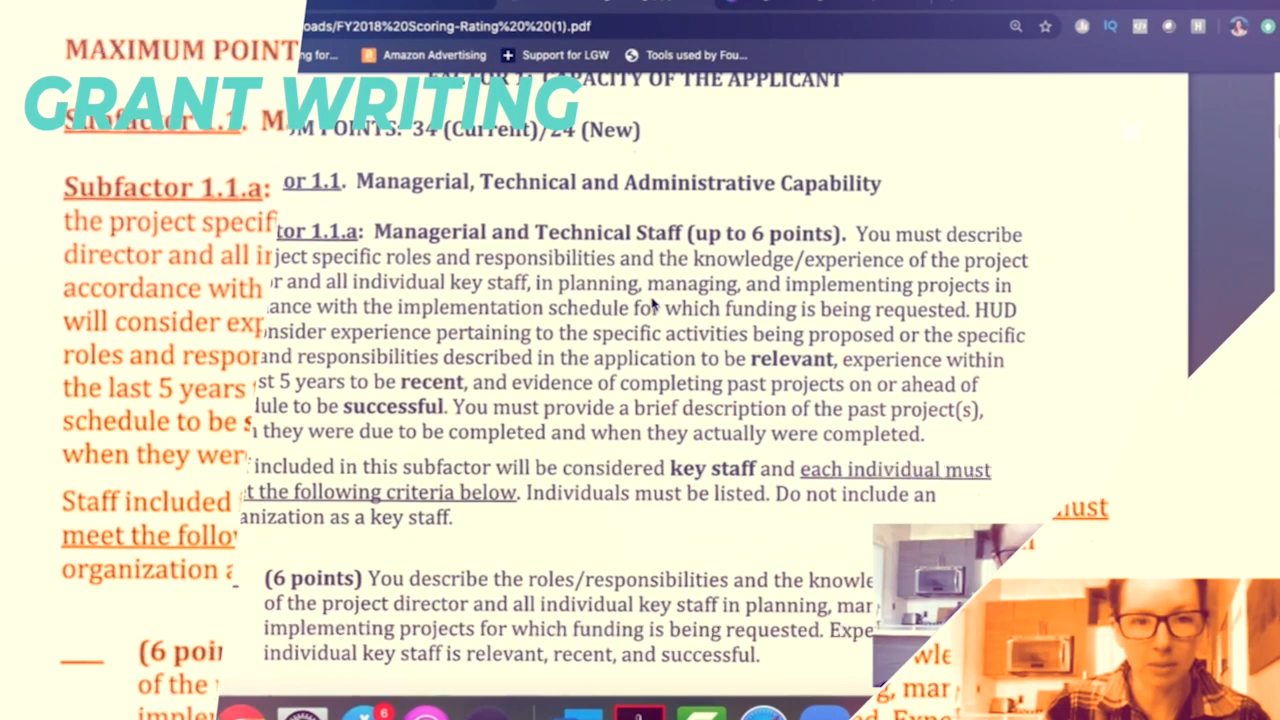 oads/FY2018%20Scoring-Rating%20%20(1).pdf
ng for... Amazon Advertising Support for LGW Tools used by Fou...
IQ
H
MAXIMUM POINT
GRANT WRITING
Subfactor 1.1. M
Subfactor 1.1.a:
the project specif
director and all in
accordance with
will consider exp
roles and respon
the last 5 years
schedule to be s
when they wer
Staff included
meet the follo
organization a
(6 poin
of the
imple
CAPACITY OF THE APPLICANT
M POINTS: 34 (Current)/24 (New)
or 1.1. Managerial, Technical and Administrative Capability
tor 1.1.a: Managerial and Technical Staff (up to 6 points). You must describe
ject specific roles and responsibilities and the knowledge/experience of the project
r and all individual key staff, in planning, managing, and implementing projects in
ance with the implementation schedule for which funding is being requested. HUD
onsider experience pertaining to the specific activities being proposed or the specific
and responsibilities described in the application to be relevant, experience within
st 5 years to be recent, and evidence of completing past projects on or ahead of
ule to be successful. You must provide a brief description of the past project(s),
they were due to be completed and when they actually were completed.
included in this subfactor will be considered key staff and each individual must
t the following criteria below. Individuals must be listed. Do not include an
anization as a key staff.
(6 points) You describe the roles/responsibilities and the knowle
of the project director and all individual key staff in planning, mar
implementing projects for which funding is being requested. Expe
individual key staff is relevant, recent, and successful.
must
wle
g, mar
6